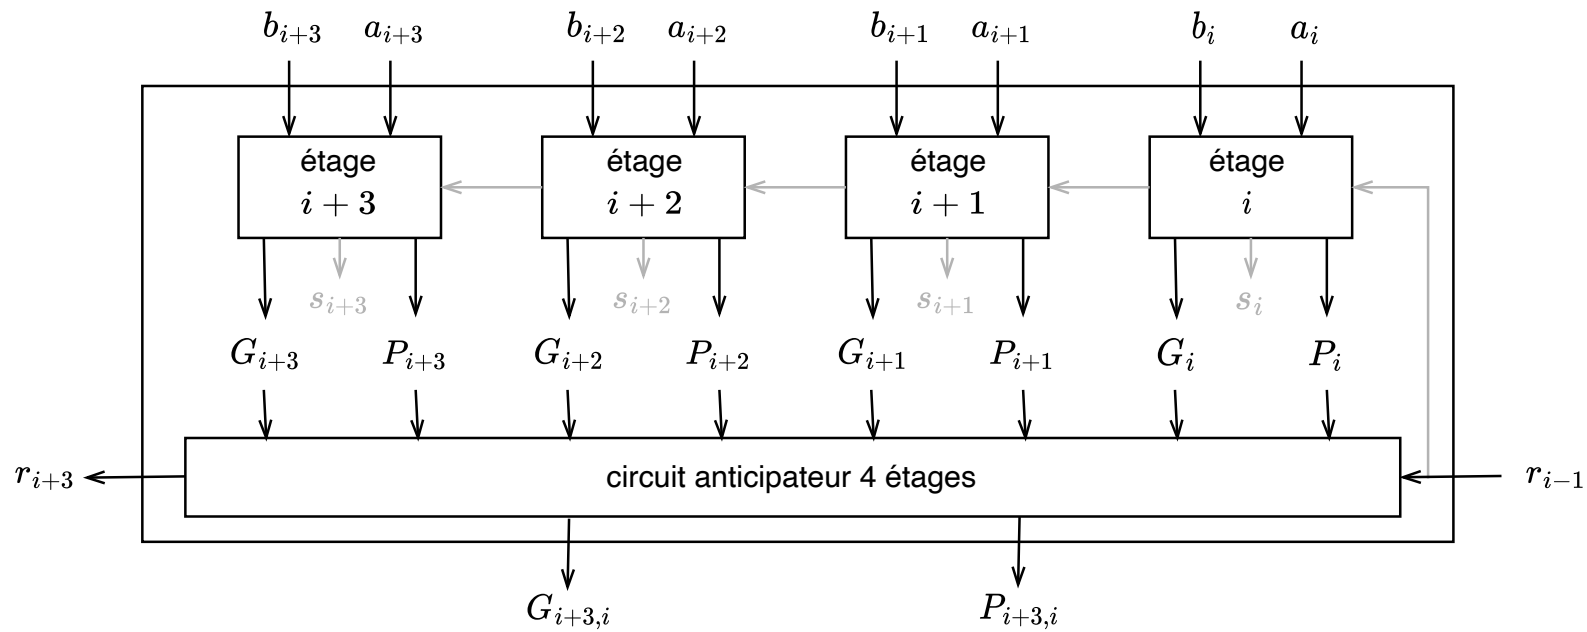 b_{i+3} a_{i+3} b_{i+2} a_{i+2} b_{i+1} a_{i+1} b_i a_i
étage étage étage étage
i + 3 i + 2 i + 1 i
s_{i+3} s_{i+2} s_{i+1} s_i
G_{i+3} P_{i+3} G_{i+2} P_{i+2} G_{i+1} P_{i+1} G_i P_i
r_{i+3} circuit anticipateur 4 étages r_{i−1}
G_{i+3,i} P_{i+3,i}